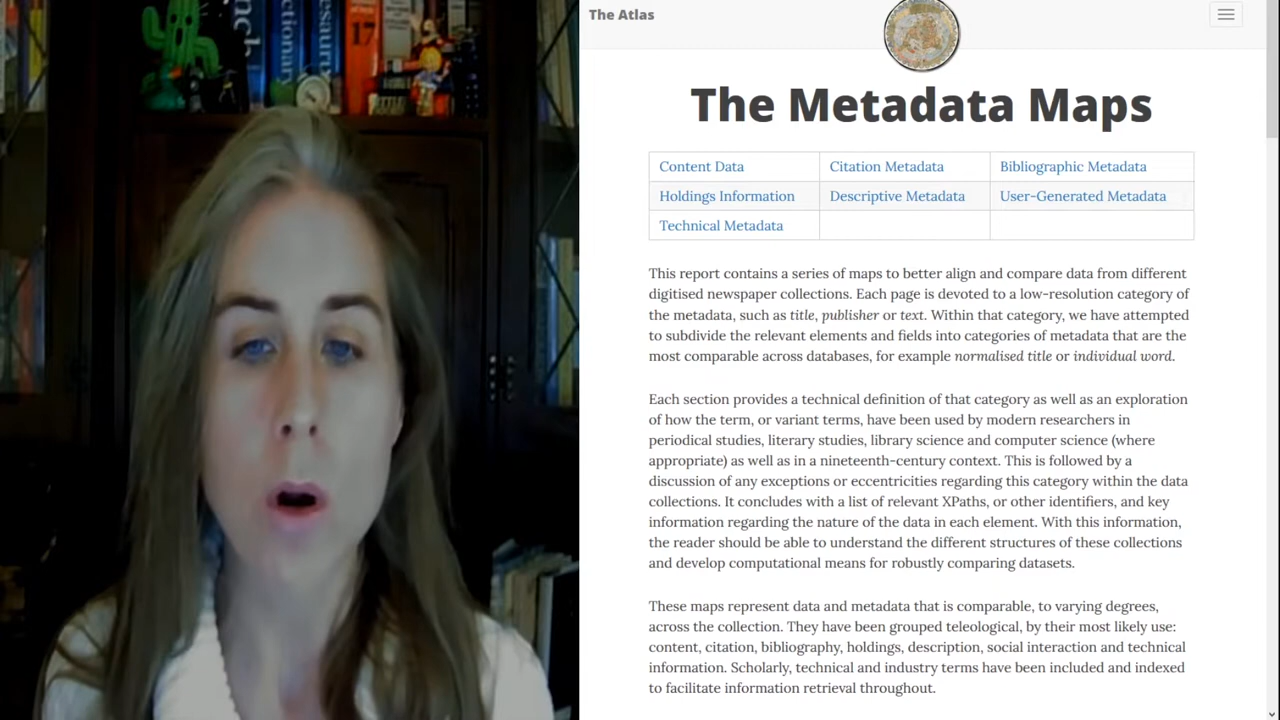 ictionary
esaurus
17
The Atlas
The Metadata Maps
Content Data
Citation Metadata
Bibliographic Metadata
Holdings Information
Descriptive Metadata
User-Generated Metadata
Technical Metadata
This report contains a series of maps to better align and compare data from different
digitised newspaper collections. Each page is devoted to a low-resolution category of
the metadata, such as title, publisher or text. Within that category, we have attempted
to subdivide the relevant elements and fields into categories of metadata that are the
most comparable across databases, for example normalised title or individual word.
Each section provides a technical definition of that category as well as an exploration
of how the term, or variant terms, have been used by modern researchers in
periodical studies, literary studies, library science and computer science (where
appropriate) as well as in a nineteenth-century context. This is followed by a
discussion of any exceptions or eccentricities regarding this category within the data
collections. It concludes with a list of relevant XPaths, or other identifiers, and key
information regarding the nature of the data in each element. With this information,
the reader should be able to understand the different structures of these collections
and develop computational means for robustly comparing datasets.
These maps represent data and metadata that is comparable, to varying degrees,
across the collection. They have been grouped teleological, by their most likely use:
content, citation, bibliography, holdings, description, social interaction and technical
information. Scholarly, technical and industry terms have been included and indexed
to facilitate information retrieval throughout.